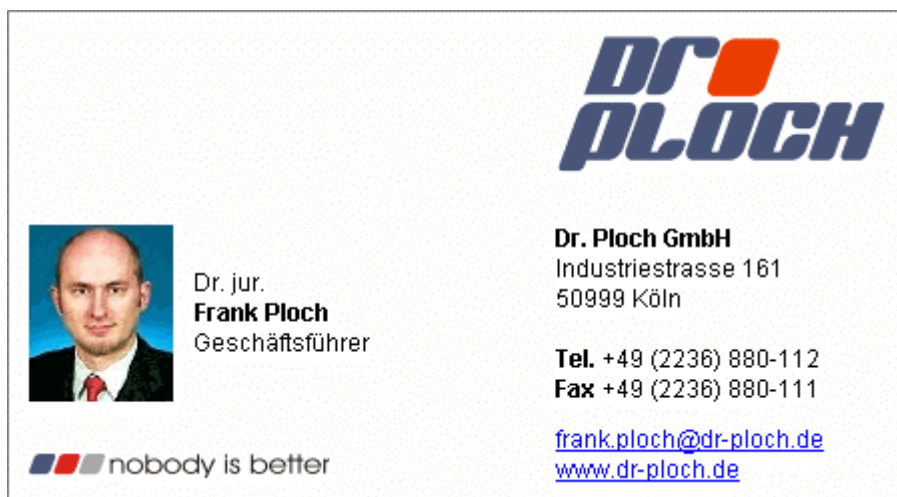 Dr
Ploch
Dr. jur.
Frank Ploch
Geschäftsführer
nobody is better
Dr. Ploch GmbH
Industriestrasse 161
50999 Köln
Tel. +49 (2236) 880-112
Fax +49 (2236) 880-111
frank.ploch@dr-ploch.de
www.dr-ploch.de